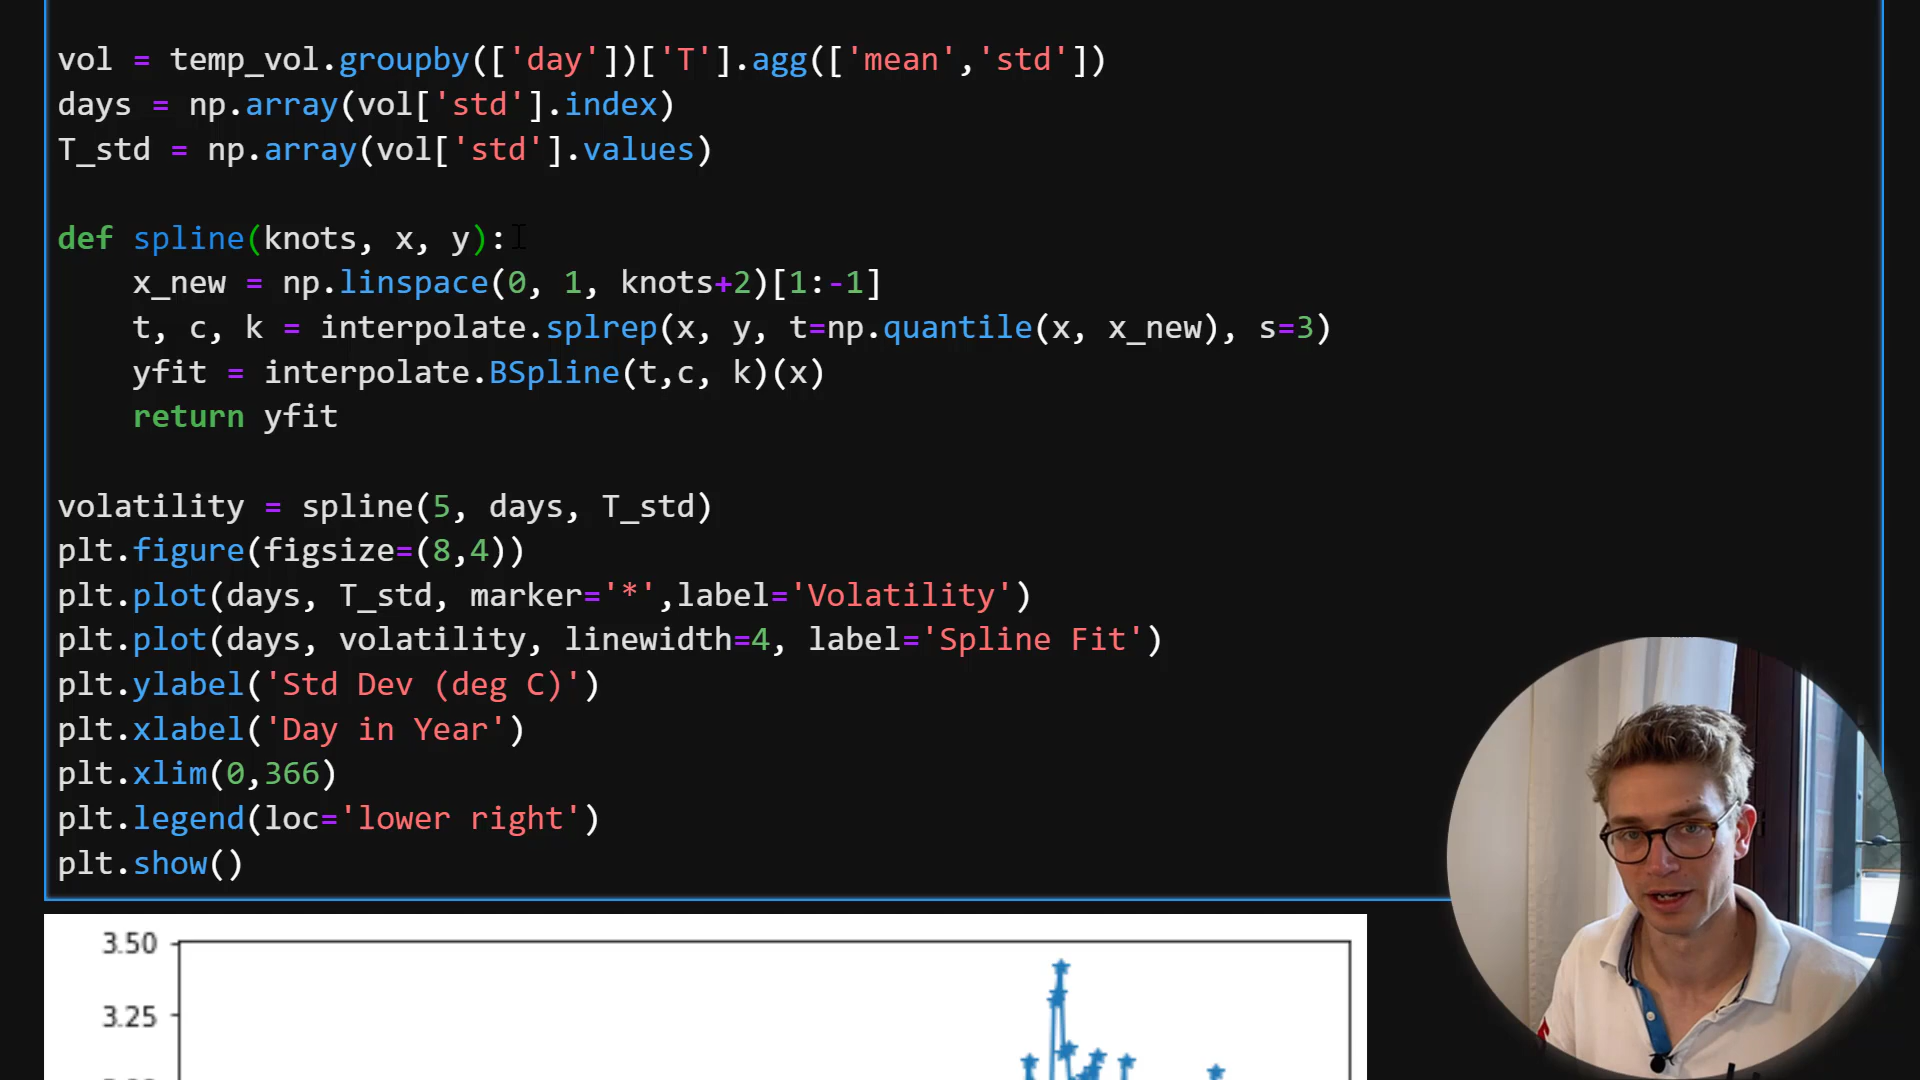 vol = temp_vol.groupby(['day'])['T'].agg(['mean','std'])
days = np.array(vol['std'].index)
T_std = np.array(vol['std'].values)
def spline(knots, x, y):
    x_new = np.linspace(0, 1, knots+2)[1:-1]
    t, c, k = interpolate.splrep(x, y, t=np.quantile(x, x_new), s=3)
    yfit = interpolate.BSpline(t,c, k)(x)
    return yfit
volatility = spline(5, days, T_std)
plt.figure(figsize=(8,4))
plt.plot(days, T_std, marker='*',label='Volatility')
plt.plot(days, volatility, linewidth=4, label='Spline Fit')
plt.ylabel('Std Dev (deg C)')
plt.xlabel('Day in Year')
plt.xlim(0,366)
plt.legend(loc='lower right')
plt.show()
3.50
3.25